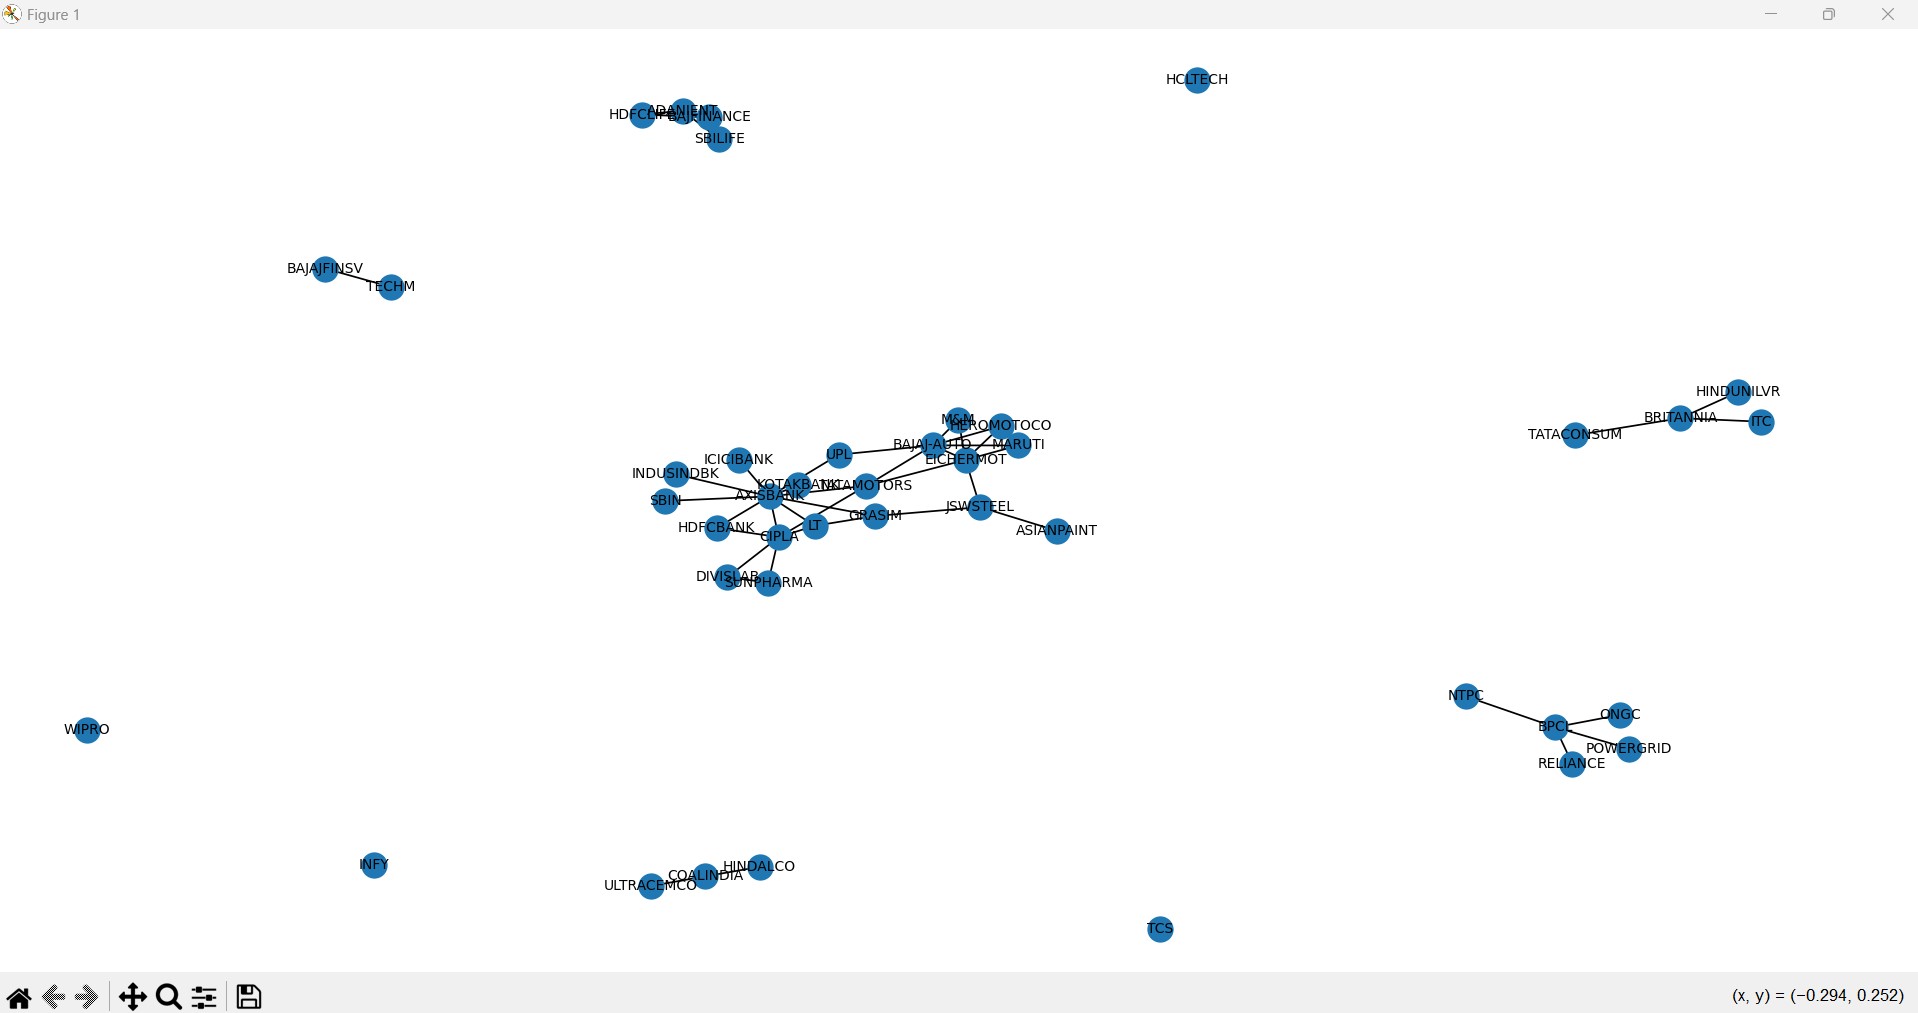 Figure 1
HCLTECH
HDFCLIFE
ADANIENT
BAJFINANCE
SBILIFE
BAJAJFINSV
TECHM
HINDUNILVR
BRITANNIA
ITC
TATACONSUM
M&M
HEROMOTOCO
BAJAJ-AUTO
MARUTI
UPL
ICICIBANK
EICHERMOT
INDUSINDBK
KOTAKBANK
TATAMOTORS
AXISBANK
SBIN
JSWSTEEL
GRASIM
HDFCBANK
LT
ASIANPAINT
CIPLA
DIVISLAB
SUNPHARMA
NTPC
ONGC
BPCL
WIPRO
POWERGRID
RELIANCE
INFY
HINDALCO
COALINDIA
ULTRACEMCO
TCS
(x, y) = (−0.294, 0.252)